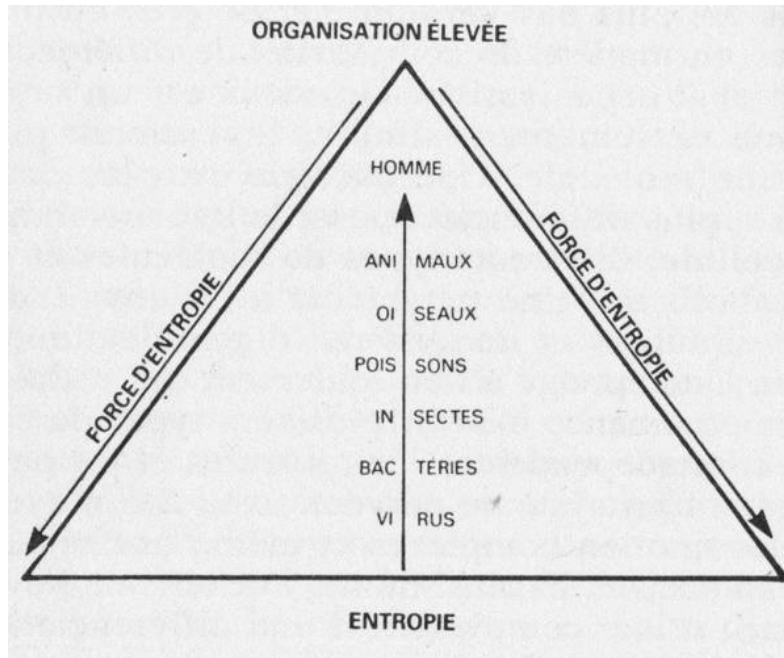 ORGANISATION ÉLEVÉE
HOMME
ANI MAUX
OI SEAUX
POIS SONS
IN SECTES
BAC TÉRIES
VI RUS
FORCE D'ENTROPIE
FORCE D'ENTROPIE
ENTROPIE